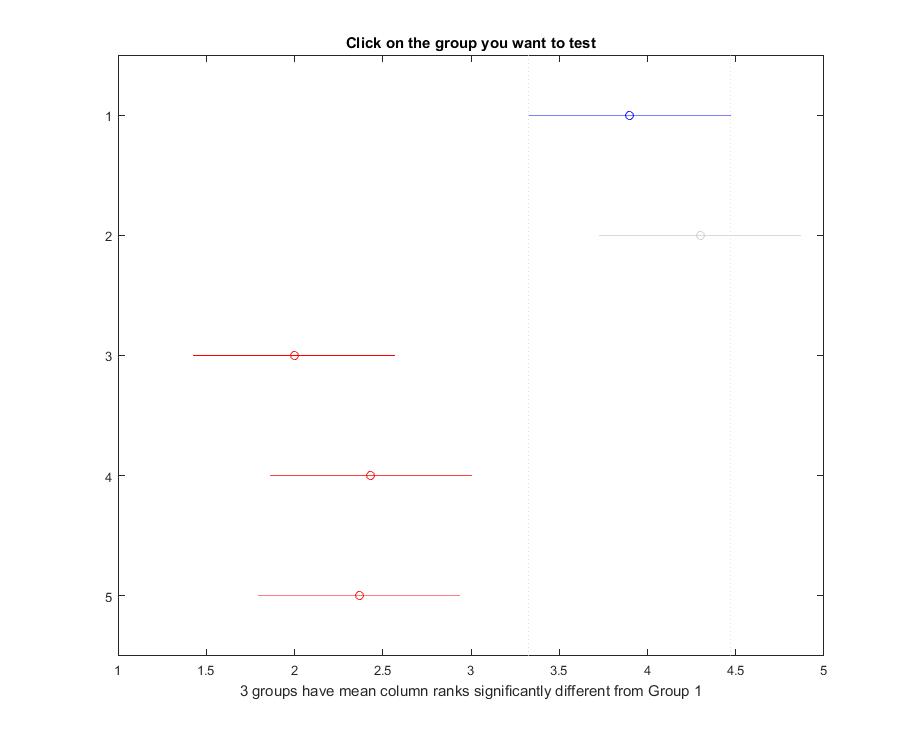 Click on the group you want to test
1
2
3
4
5
1 1.5 2 2.5 3 3.5 4 4.5 5
3 groups have mean column ranks significantly different from Group 1